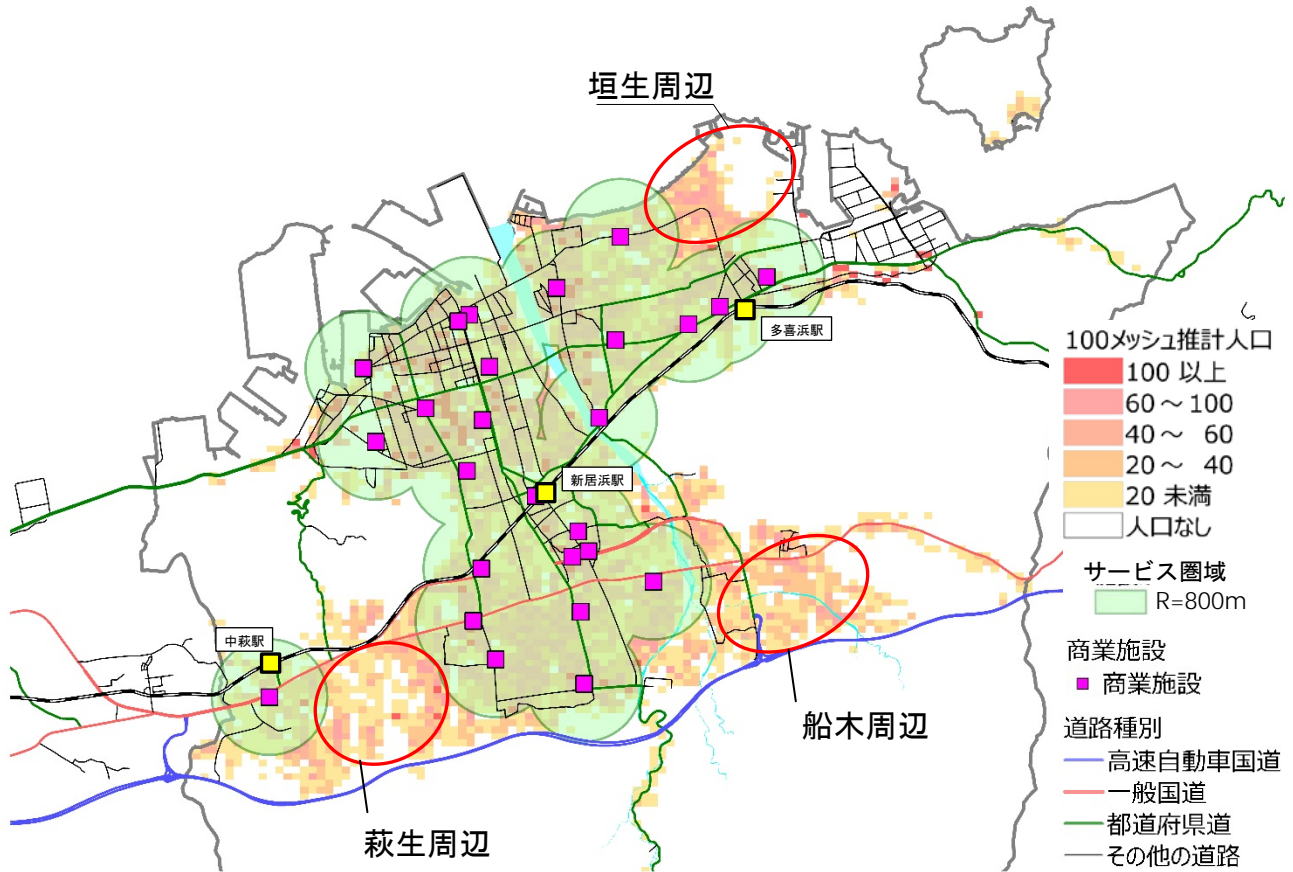 垣生周辺
多喜浜駅
新居浜駅
中萩駅
船木周辺
萩生周辺
100メッシュ推計人口
100 以上
60～100
40～ 60
20～ 40
20 未満
人口なし
サービス圏域
R=800m
商業施設
商業施設
道路種別
高速自動車国道
一般国道
都道府県道
その他の道路